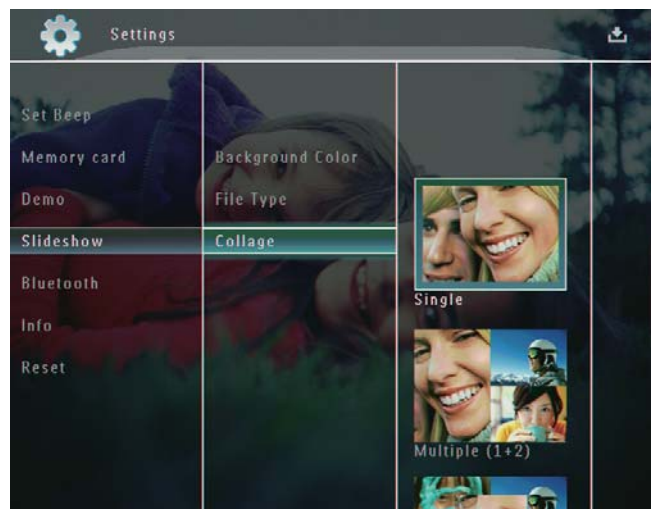 Settings
Set Beep
Memory card
Demo
Slideshow
Bluetooth
Info
Reset
Background Color
File Type
Collage
Single
Multiple (1+2)